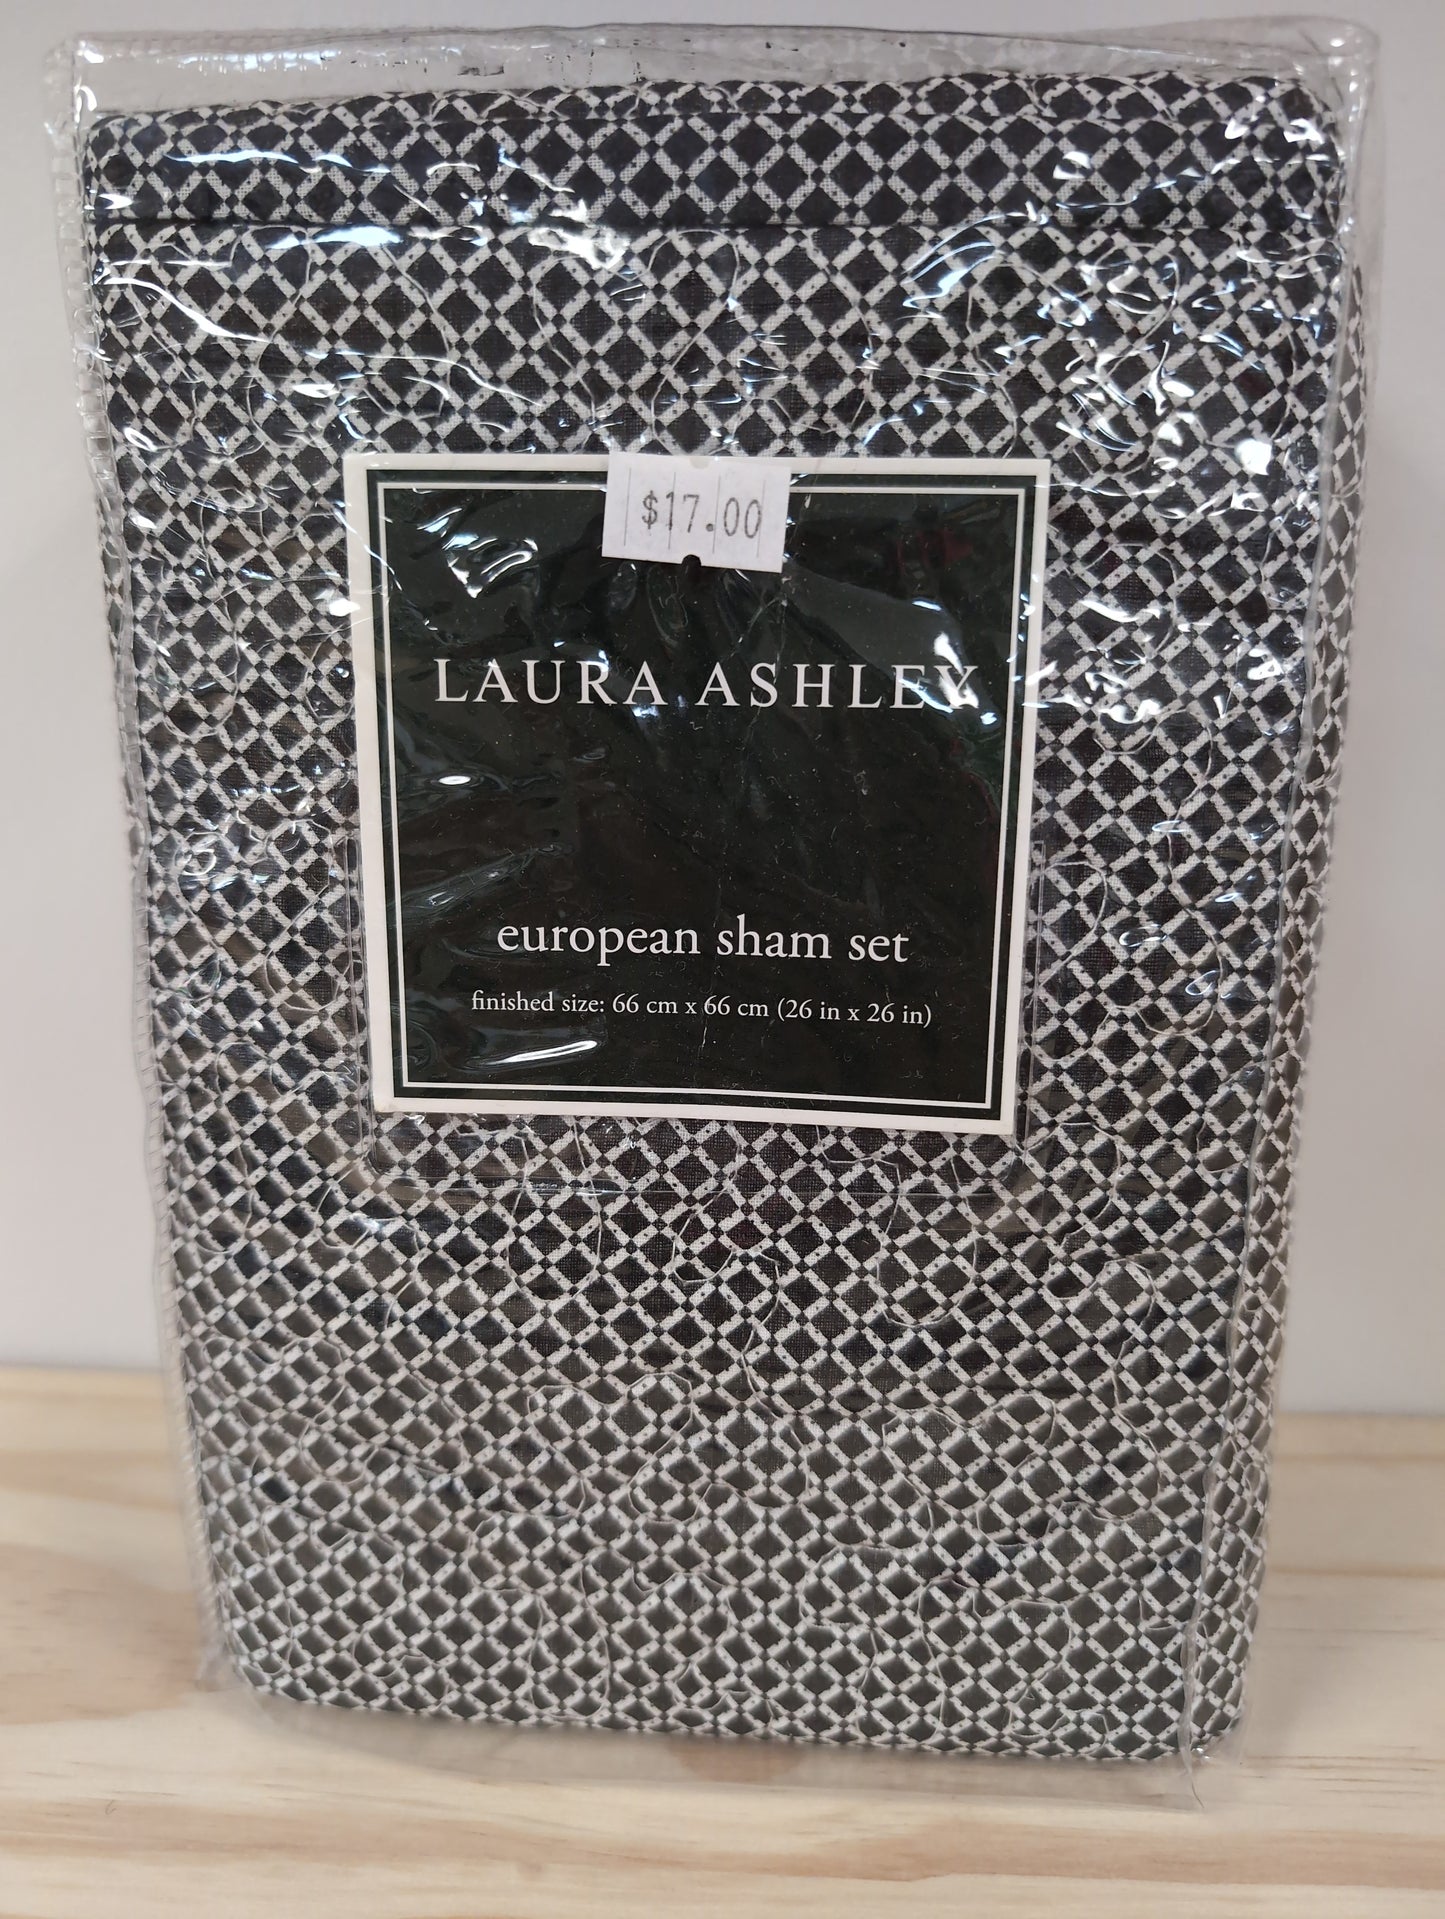 $17.00
LAURA ASHLEY
european sham set
finished size: 66 cm x 66 cm (26 in x 26 in)